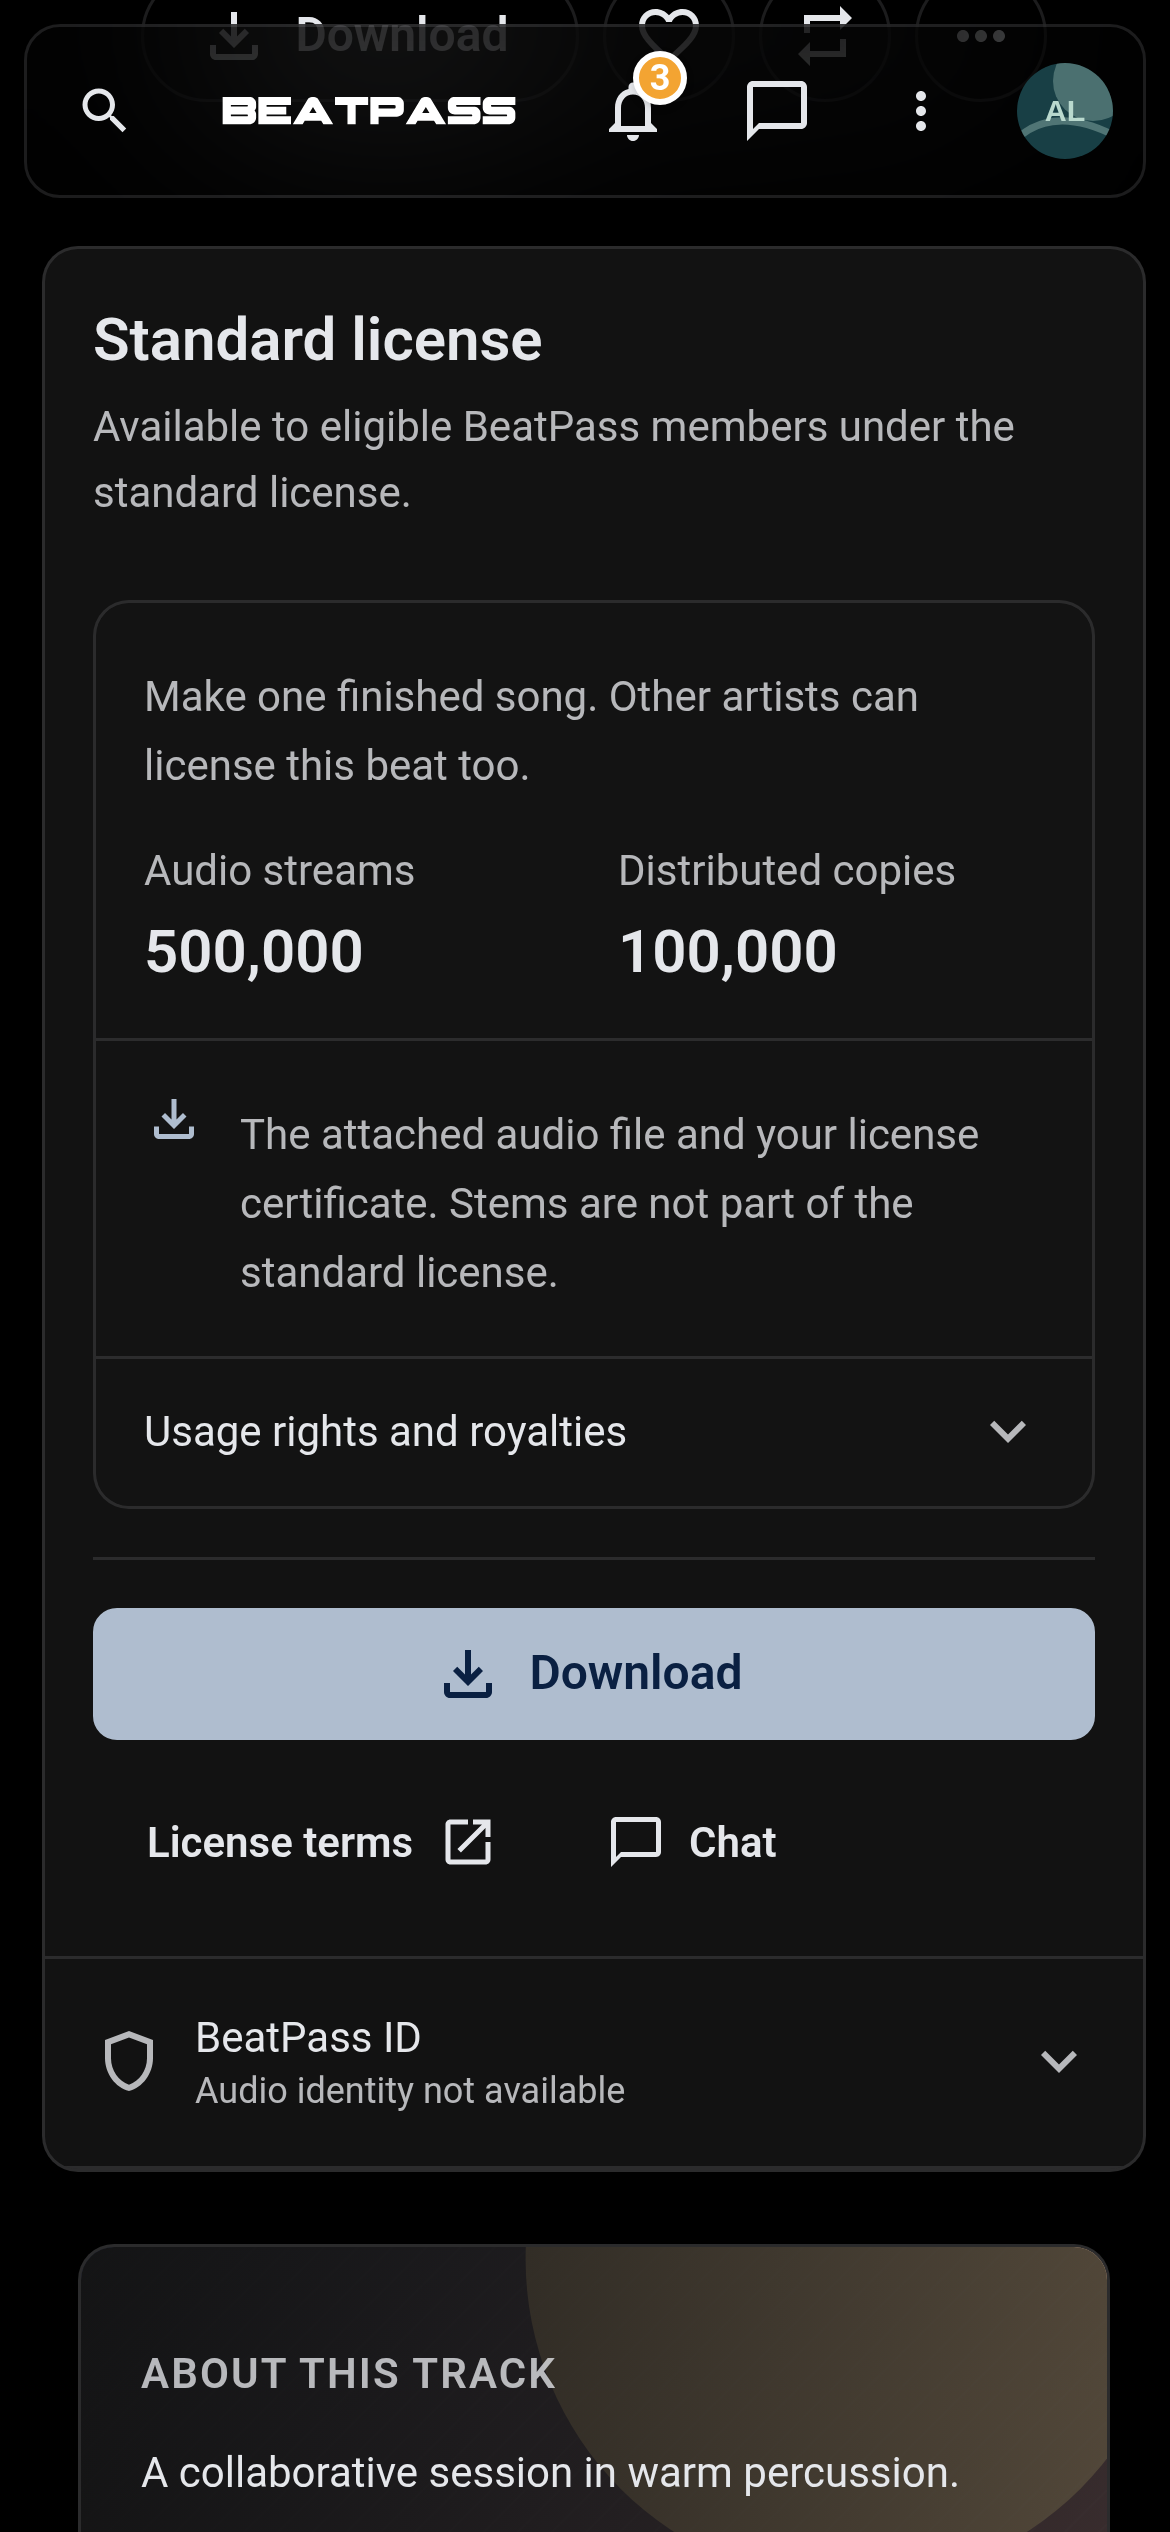 Download
BEATPASS
3
AL
Standard license
Available to eligible BeatPass members under the
standard license.
Make one finished song. Other artists can
license this beat too.
Audio streams
Distributed copies
500,000
100,000
The attached audio file and your license
certificate. Stems are not part of the
standard license.
Usage rights and royalties
Download
License terms
Chat
BeatPass ID
Audio identity not available
ABOUT THIS TRACK
A collaborative session in warm percussion.